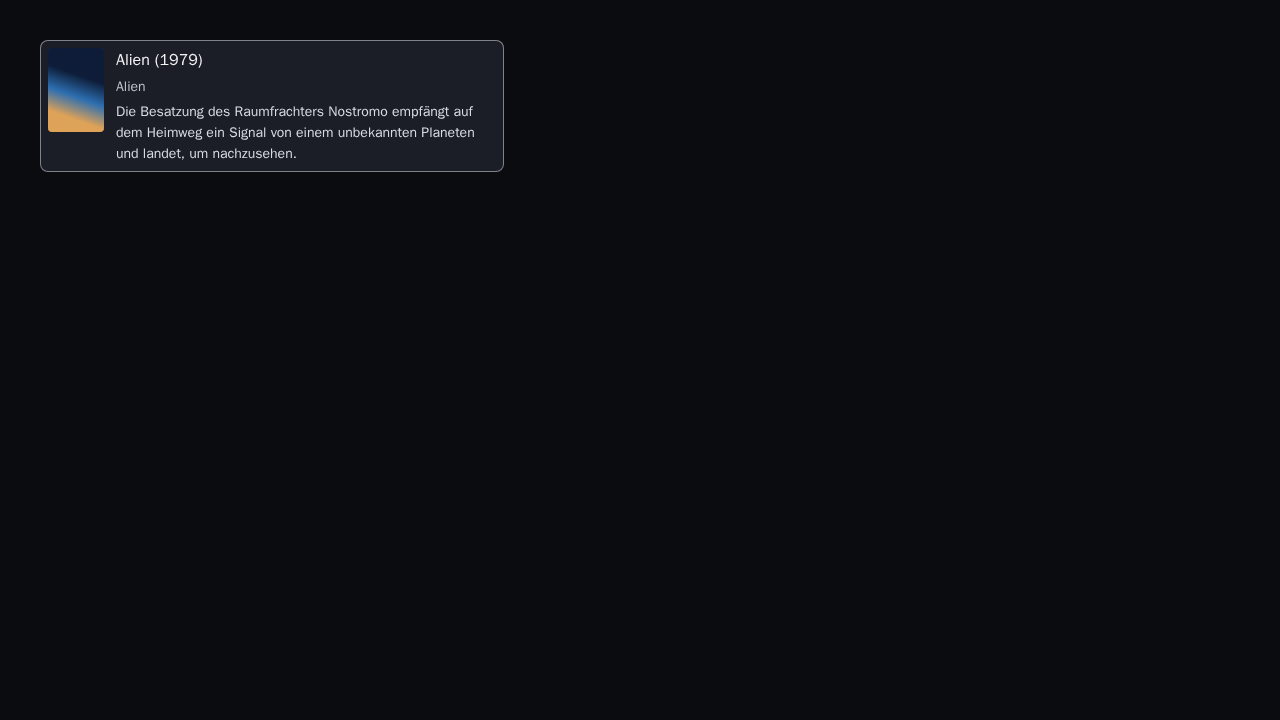 Alien (1979)
Alien
Die Besatzung des Raumfrachters Nostromo empfängt auf
dem Heimweg ein Signal von einem unbekannten Planeten
und landet, um nachzusehen.